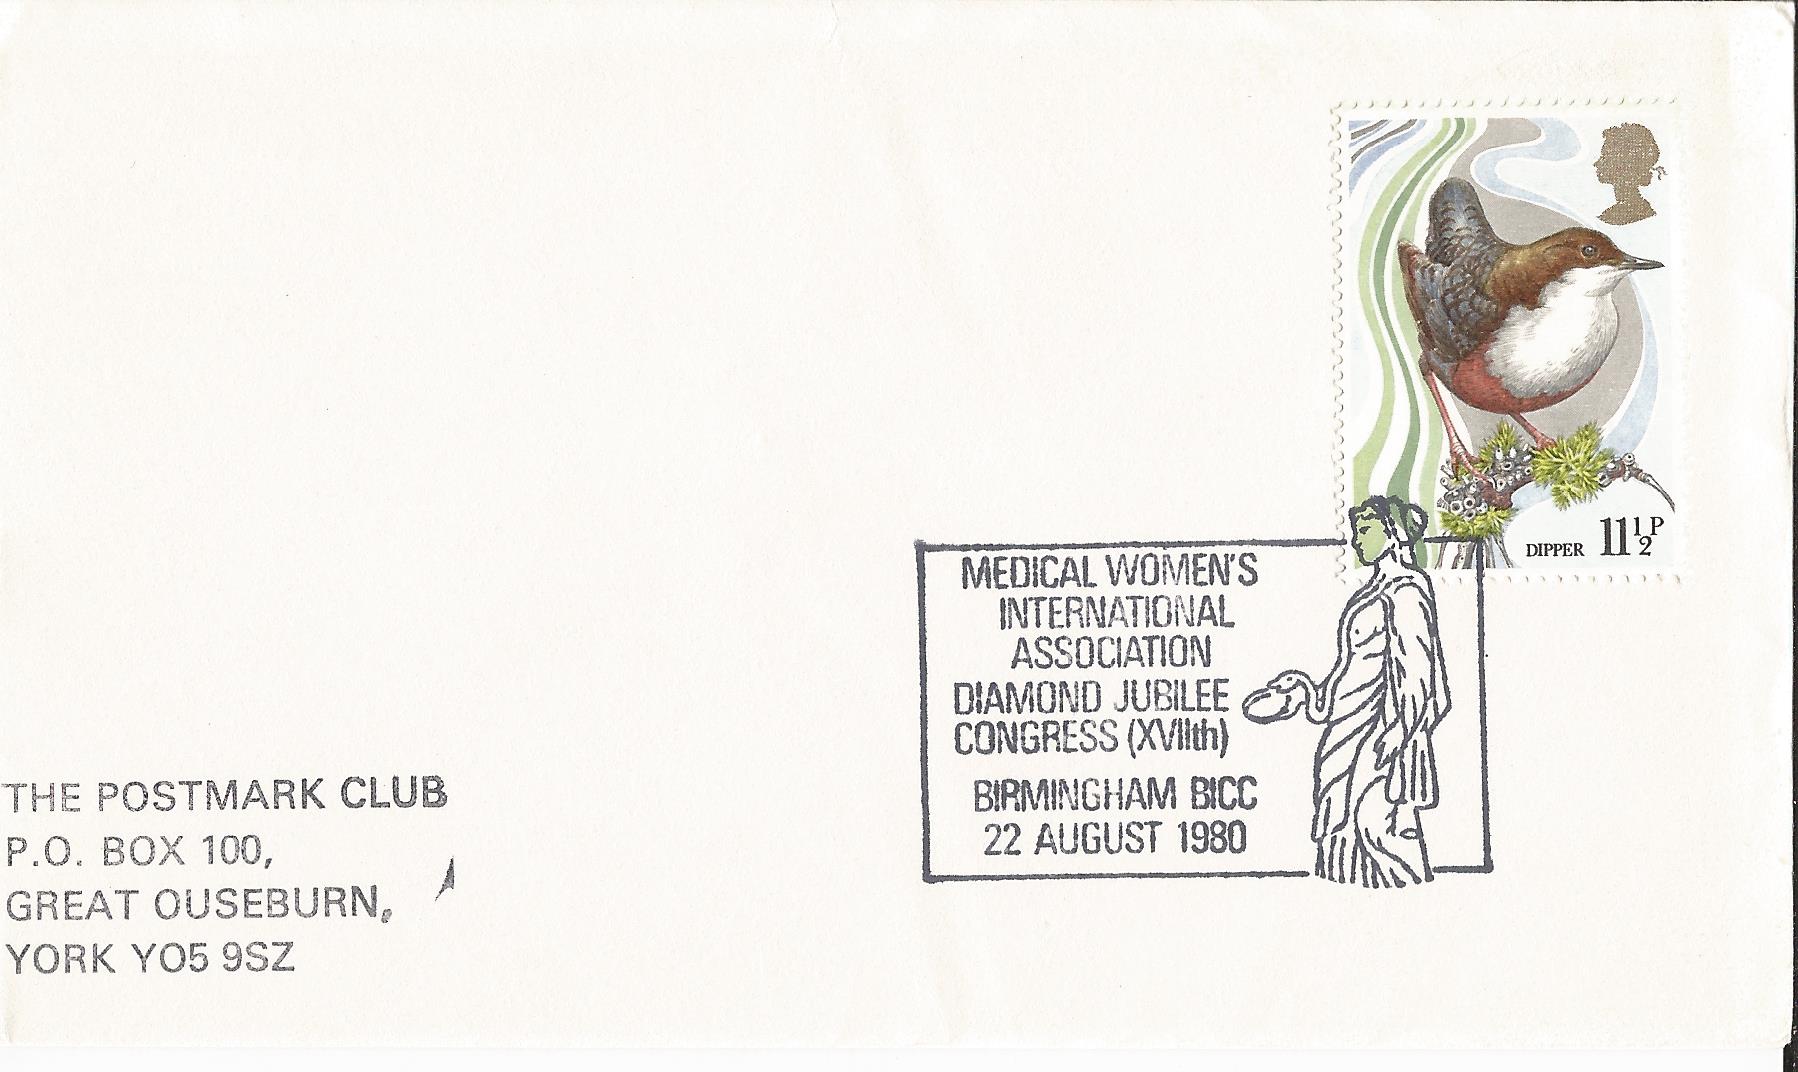 DIPPER 11½P
MEDICAL WOMEN'S
INTERNATIONAL
ASSOCIATION
DIAMOND JUBILEE
CONGRESS (XVIIth)
BIRMINGHAM BICC
22 AUGUST 1980
THE POSTMARK CLUB
P.O. BOX 100,
GREAT OUSEBURN,
YORK YO5 9SZ